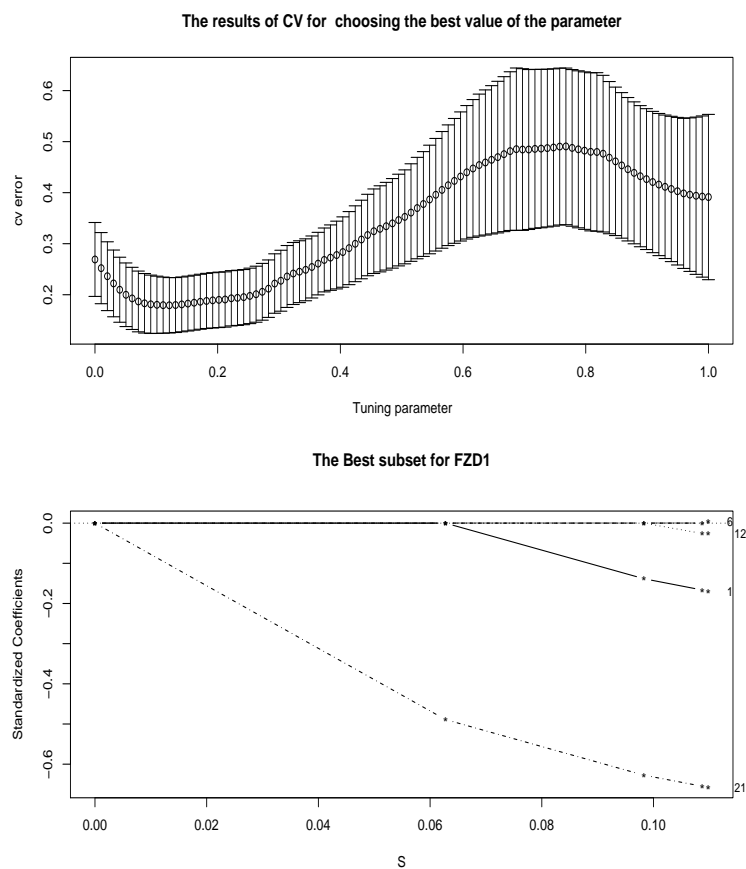 The results of CV for choosing the best value of the parameter
0.6
0.5
0.4
0.3
0.2
cv error
0.0 0.2 0.4 0.6 0.8 1.0
Tuning parameter
The Best subset for FZD1
0.0
−0.2
−0.4
−0.6
Standardized Coefficients
6
12
1
21
0.00 0.02 0.04 0.06 0.08 0.10
S